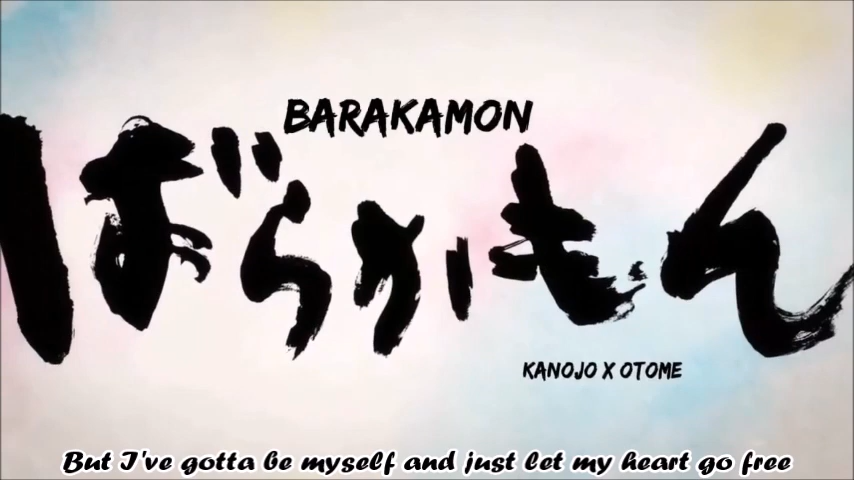 BARAKAMON
ばらかもん
KANOJO X OTOME
But I've gotta be myself and just let my heart go free